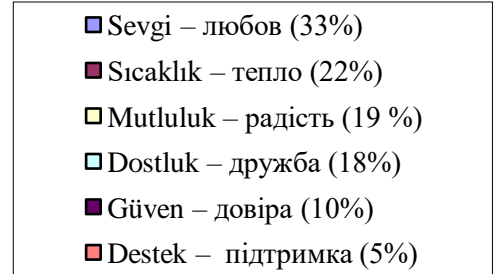 Sevgi – любов (33%)
Sıcaklık – тепло (22%)
Mutluluk – радість (19 %)
Dostluk – дружба (18%)
Güven – довіра (10%)
Destek – підтримка (5%)